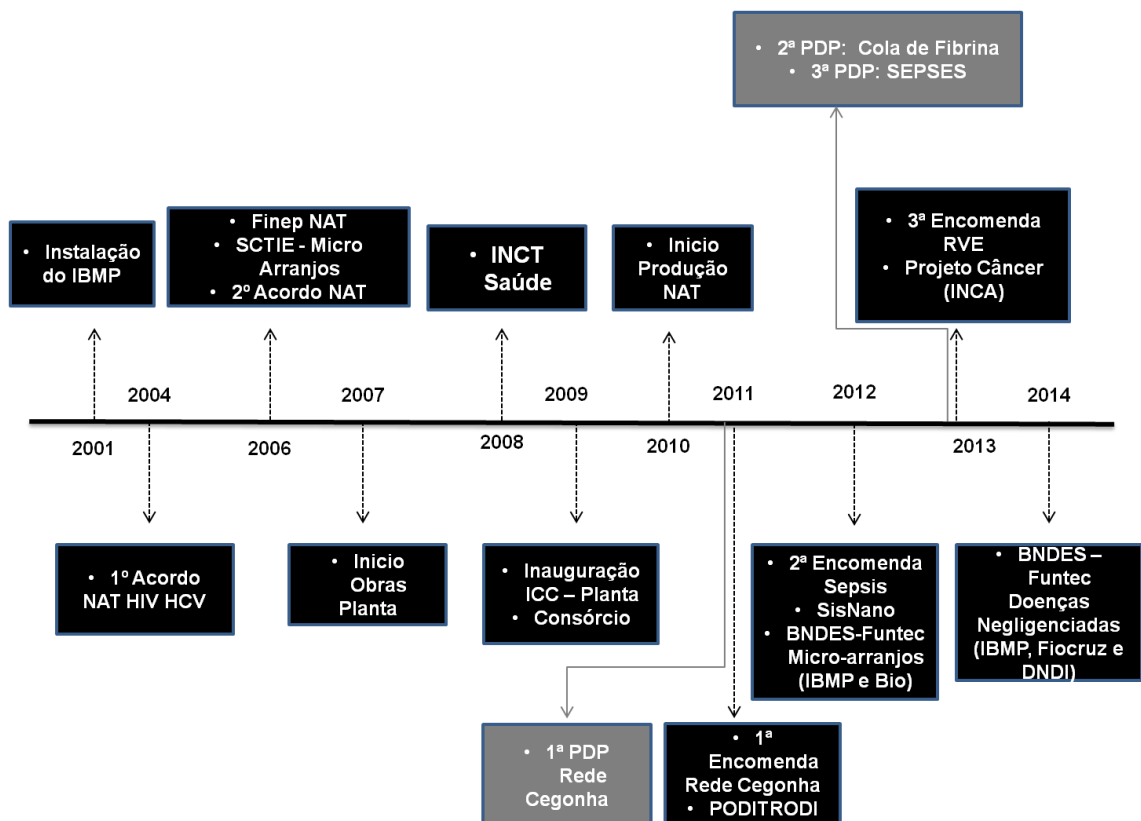 • 2ª PDP: Cola de Fibrina
• 3ª PDP: SEPSES
• Instalação
do IBMP
• Finep NAT
• SCTIE - Micro
Arranjos
• 2º Acordo NAT
• INCT
Saúde
• Inicio
Produção
NAT
• 3ª Encomenda
RVE
• Projeto Câncer
(INCA)
2004
2007
2009
2011
2012
2014
2001
2006
2008
2010
2013
• 1º Acordo
NAT HIV HCV
• Inicio
Obras
Planta
• Inauguração
ICC – Planta
• Consórcio
• 2ª Encomenda
Sepsis
• SisNano
• BNDES-Funtec
Micro-arranjos
(IBMP e Bio)
• BNDES –
Funtec
Doenças
Negligenciadas
(IBMP, Fiocruz e
DNDI)
• 1ª PDP
Rede
Cegonha
• 1ª
Encomenda
Rede Cegonha
• PODITRODI